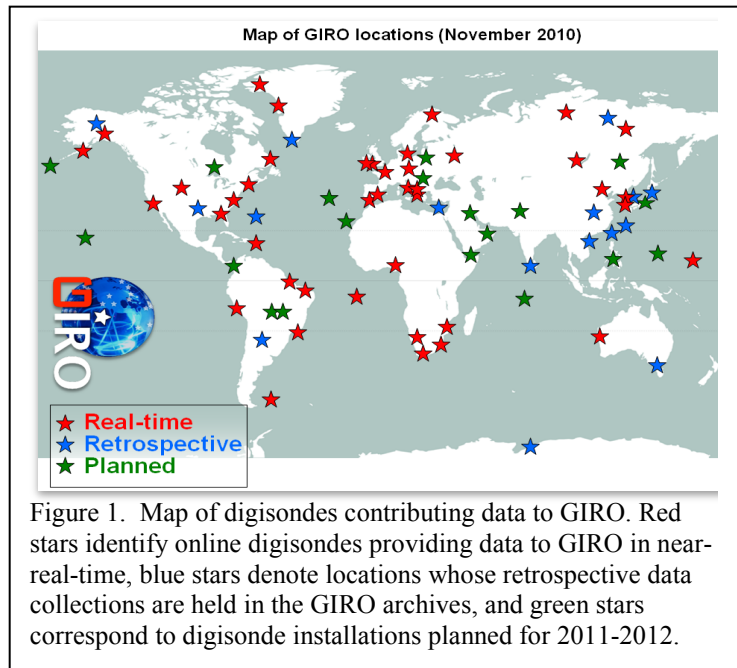 Map of GIRO locations (November 2010)
GIRO
Real-time
Retrospective
Planned
Figure 1.  Map of digisondes contributing data to GIRO. Red
stars identify online digisondes providing data to GIRO in near-
real-time, blue stars denote locations whose retrospective data
collections are held in the GIRO archives, and green stars
correspond to digisonde installations planned for 2011-2012.